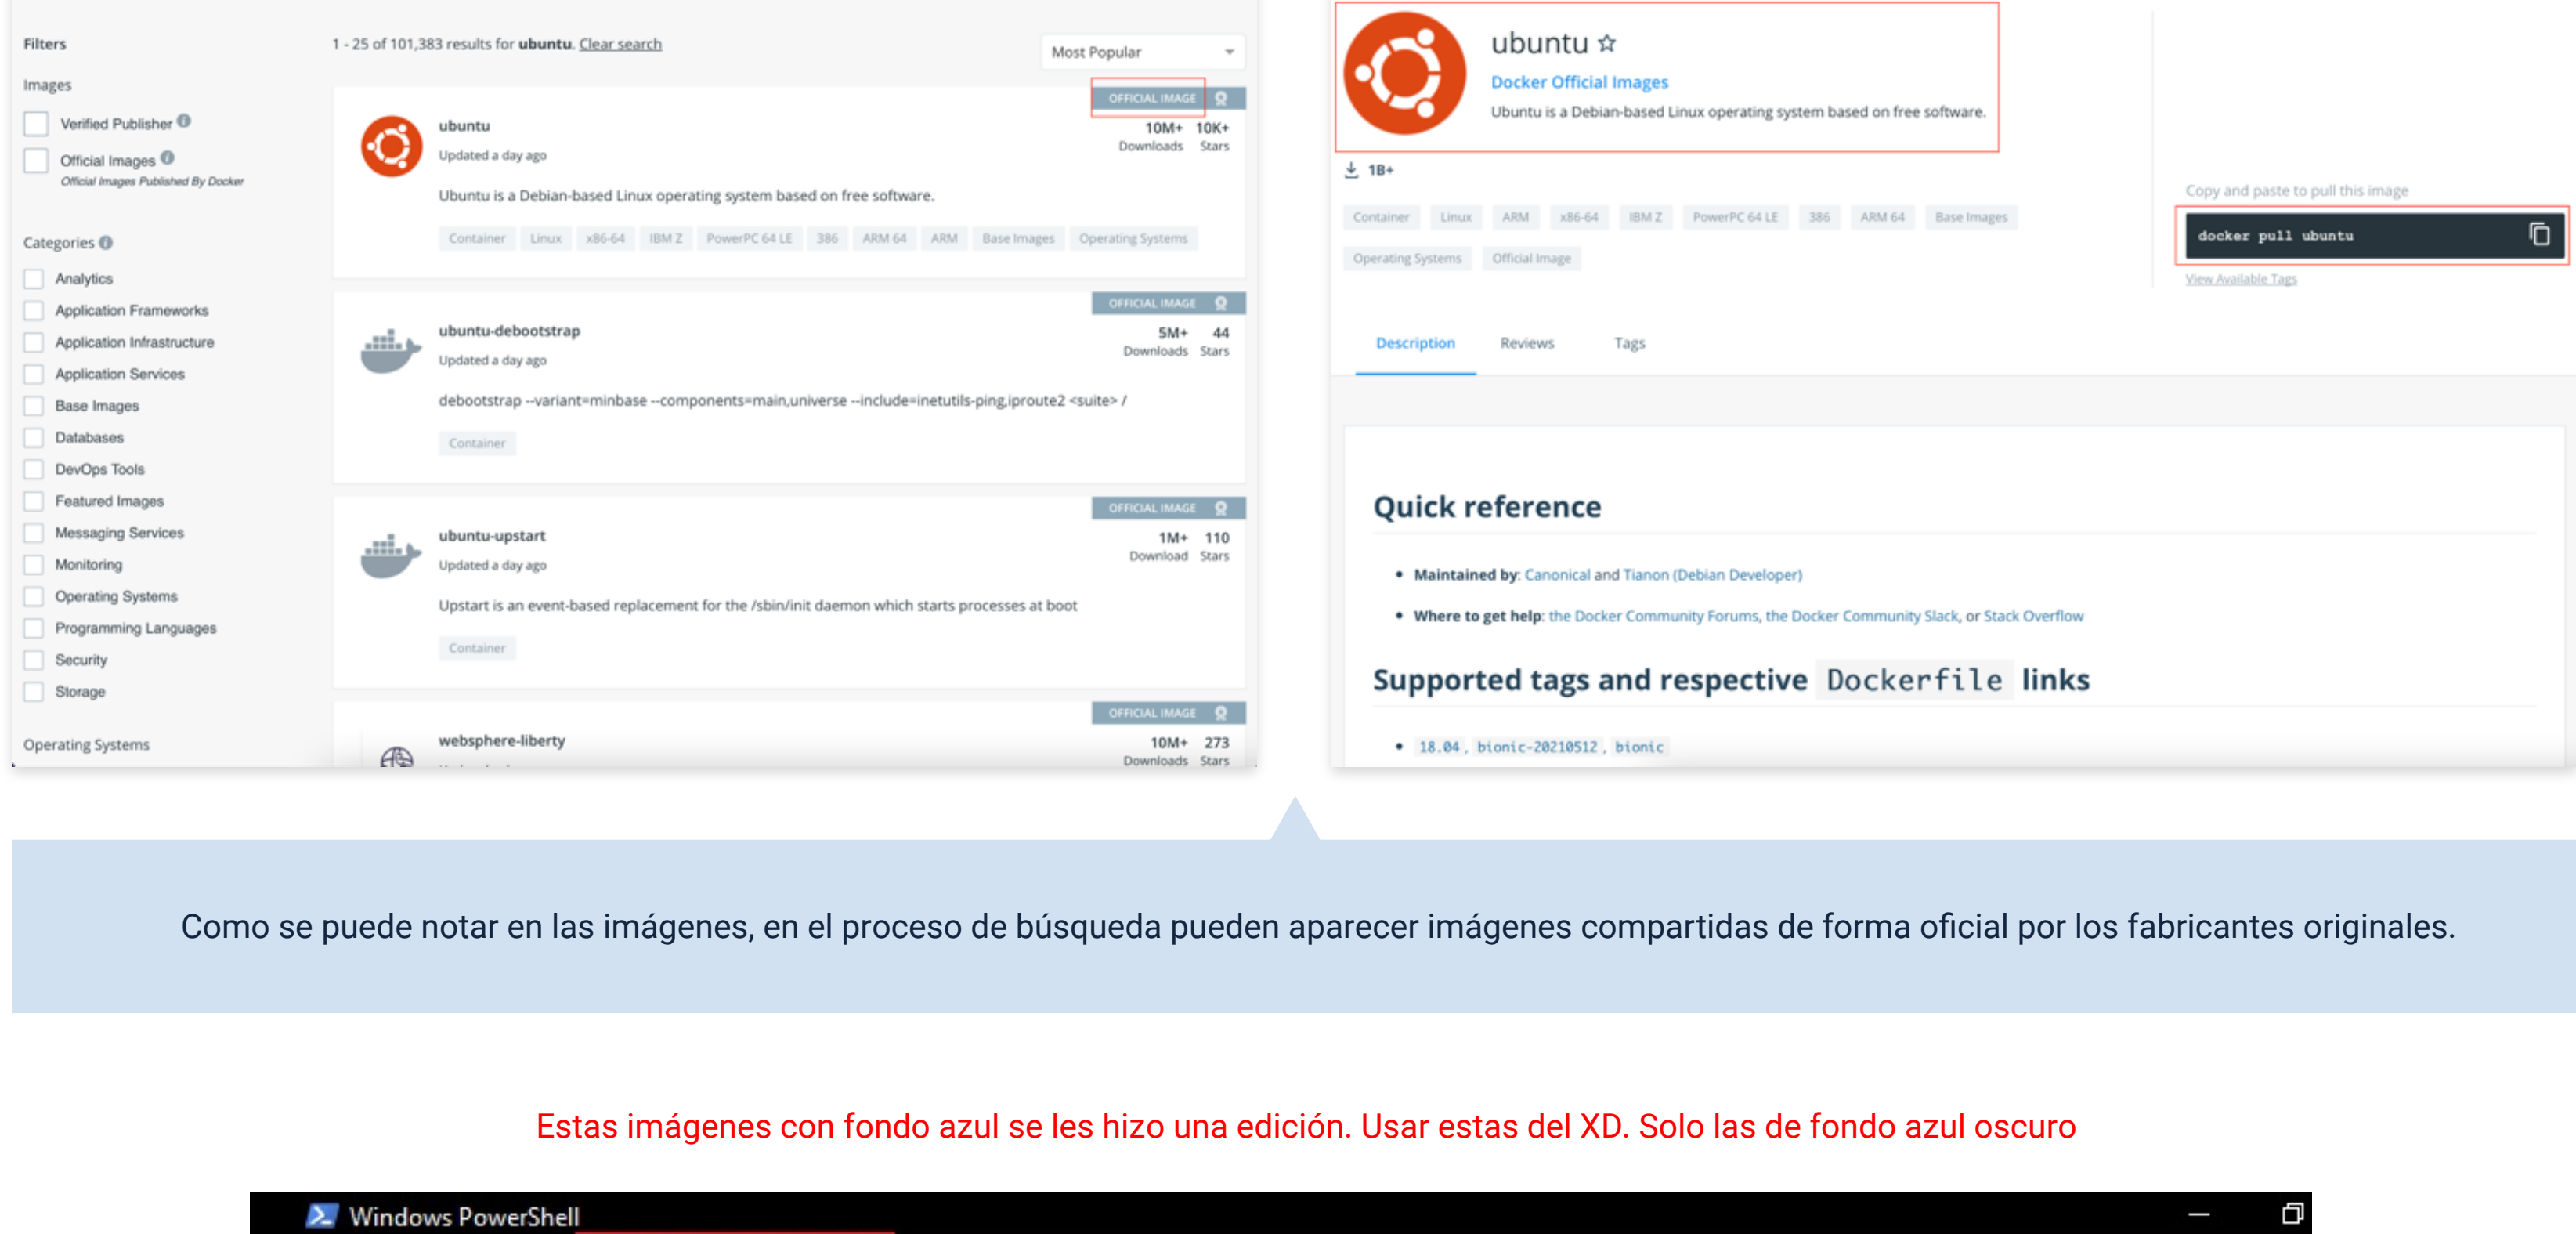 Filters
Images
Verified Publisher
Official Images
Official Images Published By Docker
Categories
Analytics
Application Frameworks
Application Infrastructure
Application Services
Base Images
Databases
DevOps Tools
Featured Images
Messaging Services
Monitoring
Operating Systems
Programming Languages
Security
Storage
Operating Systems
1 - 25 of 101,383 results for ubuntu. Clear search
Most Popular
OFFICIAL IMAGE
ubuntu
10M+ 10K+
Updated a day ago
Downloads Stars
Ubuntu is a Debian-based Linux operating system based on free software.
Container Linux x86-64 IBM Z PowerPC 64 LE 386 ARM 64 ARM Base Images Operating Systems
OFFICIAL IMAGE
ubuntu-debootstrap
5M+ 44
Updated a day ago
Downloads Stars
debootstrap --variant=minbase --components=main,universe --include=inetutils-ping,iproute2 <suite> /
Container
OFFICIAL IMAGE
ubuntu-upstart
1M+ 110
Updated a day ago
Download Stars
Upstart is an event-based replacement for the /sbin/init daemon which starts processes at boot
Container
OFFICIAL IMAGE
websphere-liberty
10M+ 273
Downloads Stars
ubuntu
Docker Official Images
Ubuntu is a Debian-based Linux operating system based on free software.
1B+
Container Linux ARM x86-64 IBM Z PowerPC 64 LE 386 ARM 64 Base Images
Operating Systems Official Image
Copy and paste to pull this image
docker pull ubuntu
View Available Tags
Description Reviews Tags
Quick reference
• Maintained by: Canonical and Tianon (Debian Developer)
• Where to get help: the Docker Community Forums, the Docker Community Slack, or Stack Overflow
Supported tags and respective Dockerfile links
• 18.04, bionic-20210512, bionic
Como se puede notar en las imágenes, en el proceso de búsqueda pueden aparecer imágenes compartidas de forma oficial por los fabricantes originales.
Estas imágenes con fondo azul se les hizo una edición. Usar estas del XD. Solo las de fondo azul oscuro
Windows PowerShell